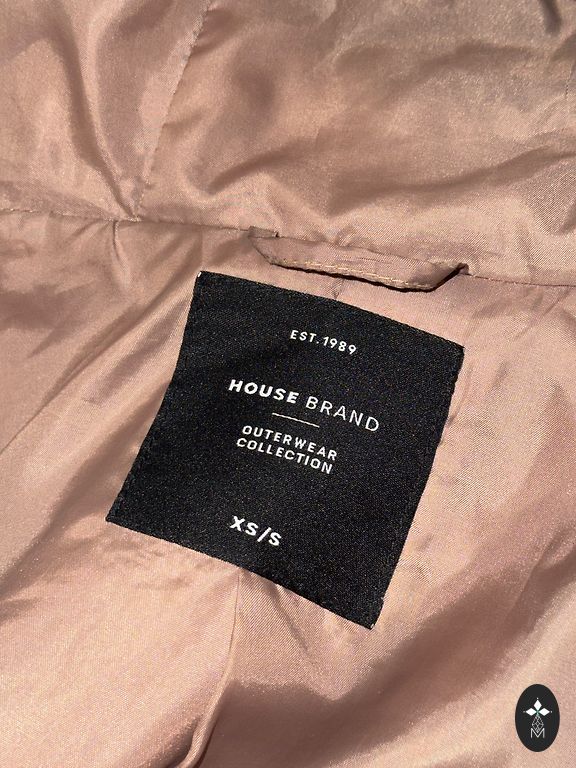 EST.1989
HOUSE BRAND
OUTERWEAR
COLLECTION
XS/S
M